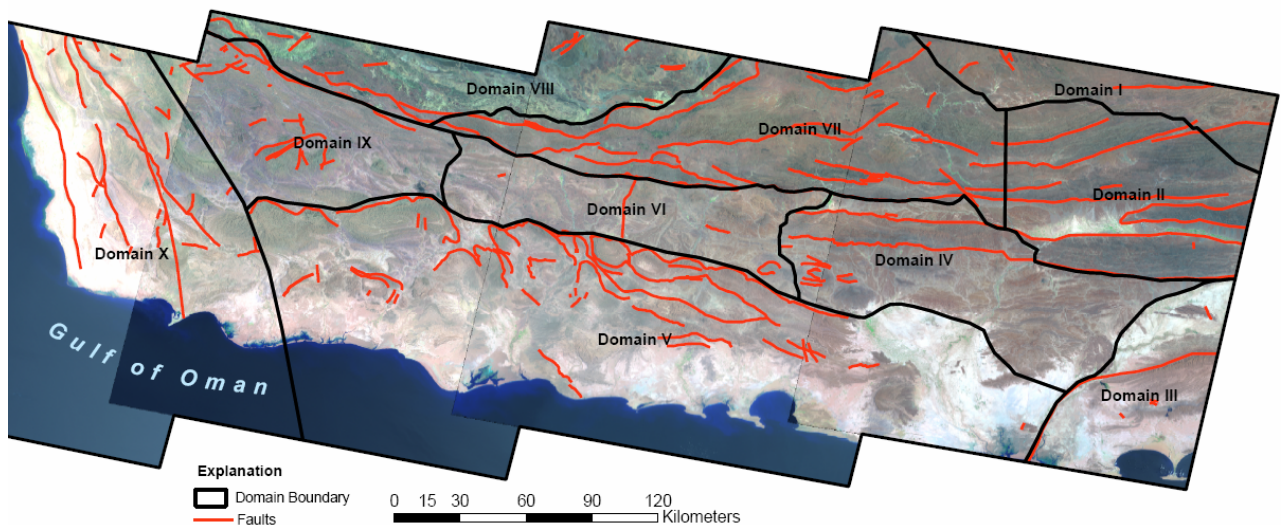 Domain VIII
Domain I
Domain VII
Domain IX
Domain II
Domain VI
Domain X
Domain IV
Domain V
Gulf of Oman
Domain III
Explanation
Domain Boundary
Faults
0 15 30 60 90 120
Kilometers